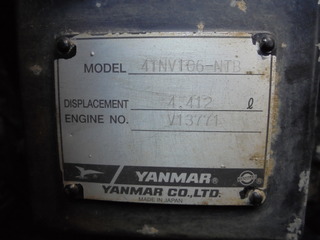 MODEL 4TNV106-NTB
DISPLACEMENT 4.412 ℓ
ENGINE NO. V13771
YANMAR®
YANMAR CO.,LTD.
MADE IN JAPAN